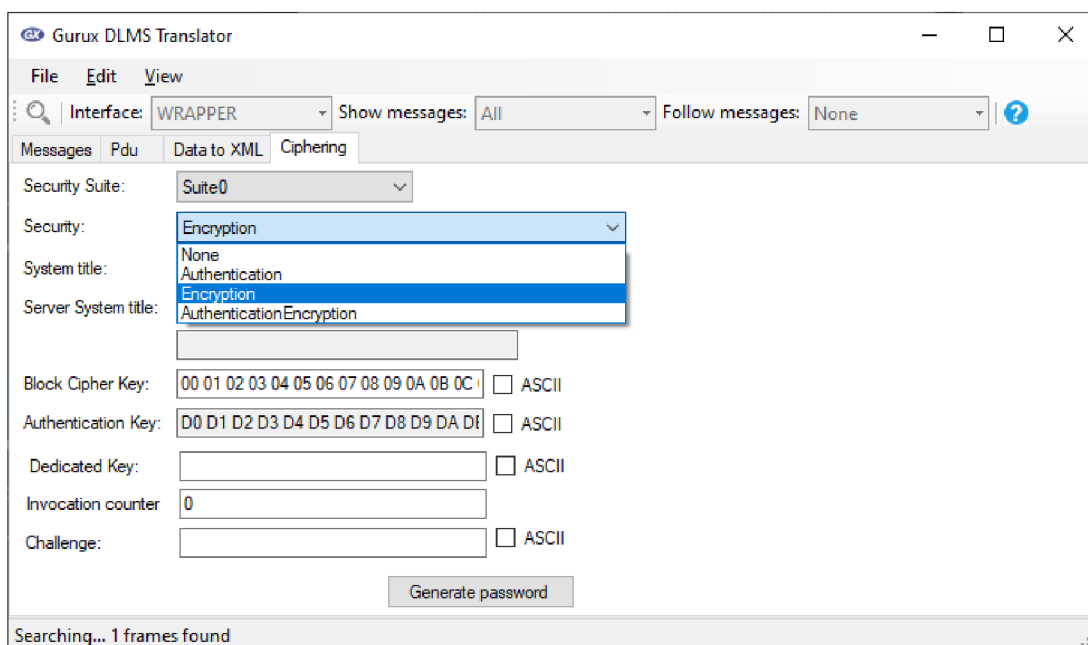 Gurux DLMS Translator
File Edit View
Interface: WRAPPER Show messages: All Follow messages: None
Messages Pdu Data to XML Ciphering
Security Suite: Suite0
Security: Encryption
None
System title: Authentication
Encryption
Server System title: AuthenticationEncryption
Block Cipher Key: 00 01 02 03 04 05 06 07 08 09 0A 0B 0C ASCII
Authentication Key: D0 D1 D2 D3 D4 D5 D6 D7 D8 D9 DA ASCII
Dedicated Key: ASCII
Invocation counter 0
Challenge: ASCII
Generate password
Searching... 1 frames found